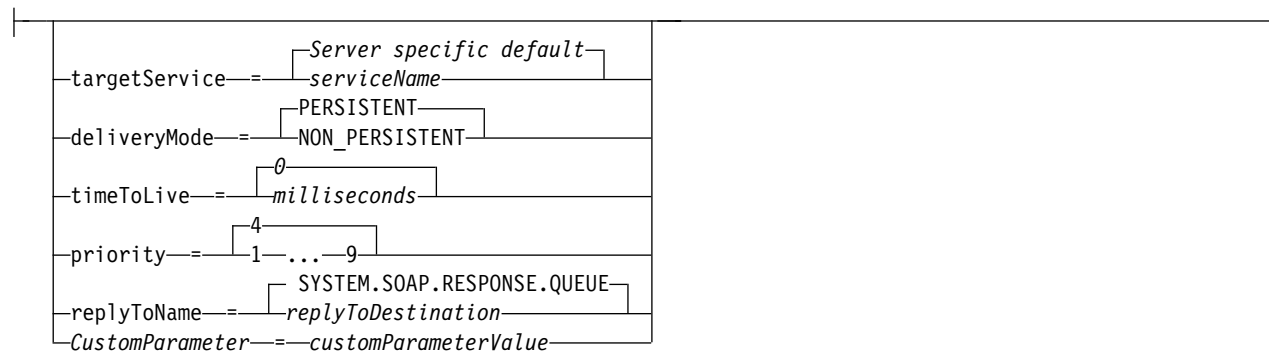 Server specific default
targetService = serviceName
PERSISTENT
deliveryMode = NON_PERSISTENT
0
timeToLive = milliseconds
4
priority = 1 ... 9
SYSTEM.SOAP.RESPONSE.QUEUE
replyToName = replyToDestination
CustomParameter = customParameterValue